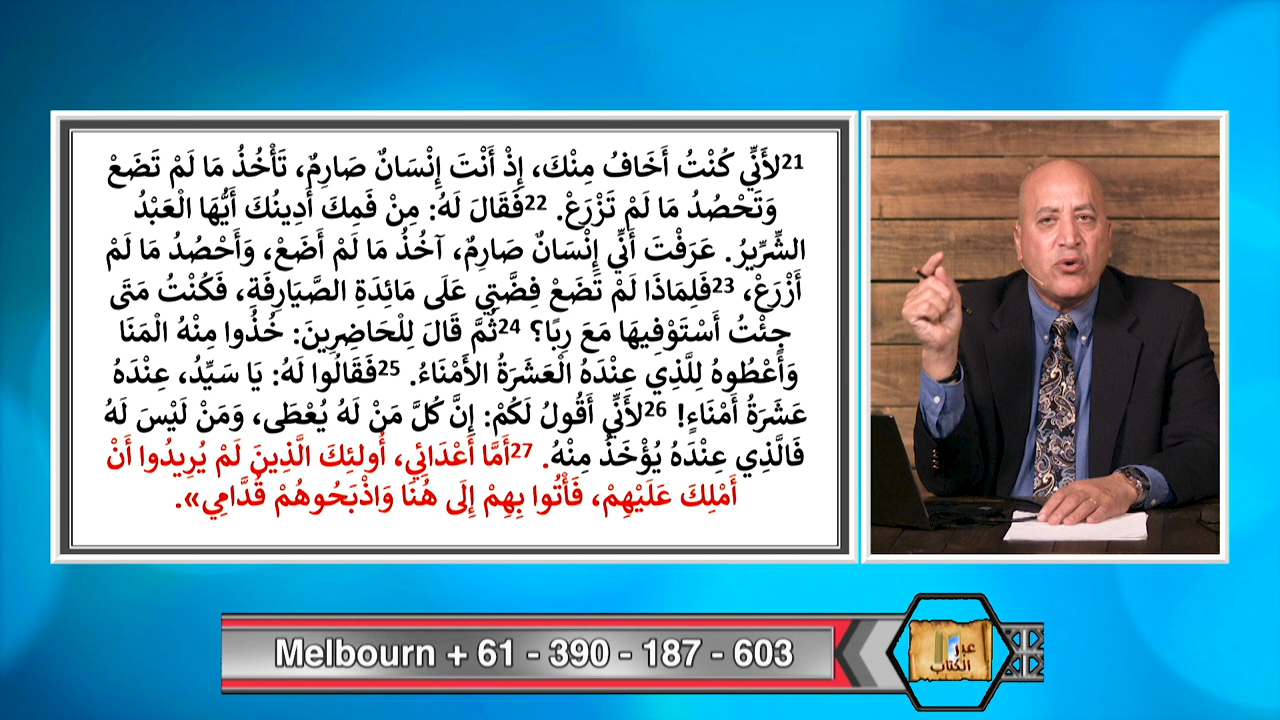 21لأَنِّي كُنْتُ أَخَافُ مِنْكَ، إِذْ أَنْتَ إِنْسَانٌ صَارِمٌ، تَأْخُذُ مَا لَمْ تَضَعْ
وَتَحْصُدُ مَا لَمْ تَزْرَعْ. 22فَقَالَ لَهُ: مِنْ فَمِكَ أَدِينُكَ أَيُّهَا الْعَبْدُ
الشِّرِّيرُ. عَرَفْتَ أَنِّي إِنْسَانٌ صَارِمٌ، آخُذُ مَا لَمْ أَضَعْ، وَأَحْصُدُ مَا لَمْ
أَزْرَعْ، 23فَلِمَاذَا لَمْ تَضَعْ فِضَّتِي عَلَى مَائِدَةِ الصَّيَارِفَةِ، فَكُنْتُ مَتَى
جِئْتُ أَسْتَوْفِيهَا مَعَ رِبًا؟ 24ثُمَّ قَالَ لِلْحَاضِرِينَ: خُذُوا مِنْهُ الْمَنَا
وَأَعْطُوهُ لِلَّذِي عِنْدَهُ الْعَشَرَةُ الأَمْنَاءُ. 25فَقَالُوا لَهُ: يَا سَيِّدُ، عِنْدَهُ
عَشَرَةُ أَمْنَاءٍ! 26لأَنِّي أَقُولُ لَكُمْ: إِنَّ كُلَّ مَنْ لَهُ يُعْطَى، وَمَنْ لَيْسَ لَهُ
فَالَّذِي عِنْدَهُ يُؤْخَذُ مِنْهُ. 27أَمَّا أَعْدَائِي، أُولئِكَ الَّذِينَ لَمْ يُرِيدُوا أَنْ
أَمْلِكَ عَلَيْهِمْ، فَأْتُوا بِهِمْ إِلَى هُنَا وَاذْبَحُوهُمْ قُدَّامِي».
Melbourn + 61 - 390 - 187 - 603
عبر
الكتاب